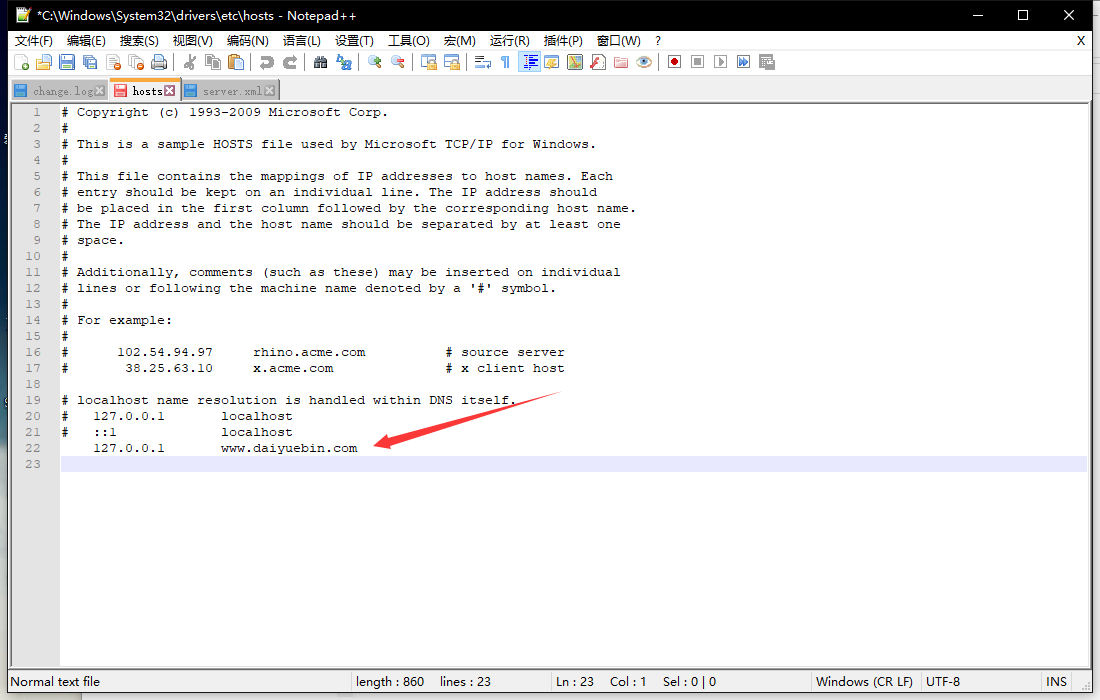 *C:\Windows\System32\drivers\etc\hosts - Notepad++
文件(F) 编辑(E) 搜索(S) 视图(V) 编码(N) 语言(L) 设置(T) 工具(O) 宏(M) 运行(R) 插件(P) 窗口(W) ? X
change.log hosts server.xml
1 # Copyright (c) 1993-2009 Microsoft Corp.
2 #
3 # This is a sample HOSTS file used by Microsoft TCP/IP for Windows.
4 #
5 # This file contains the mappings of IP addresses to host names. Each
6 # entry should be kept on an individual line. The IP address should
7 # be placed in the first column followed by the corresponding host name.
8 # The IP address and the host name should be separated by at least one
9 # space.
10 #
11 # Additionally, comments (such as these) may be inserted on individual
12 # lines or following the machine name denoted by a '#' symbol.
13 #
14 # For example:
15 #
16 # 102.54.94.97 rhino.acme.com # source server
17 # 38.25.63.10 x.acme.com # x client host
18
19 # localhost name resolution is handled within DNS itself.
20 # 127.0.0.1 localhost
21 # ::1 localhost
22 127.0.0.1 www.daiyuebin.com
23
Normal text file length : 860 lines : 23 Ln : 23 Col : 1 Sel : 0 | 0 Windows (CR LF) UTF-8 INS